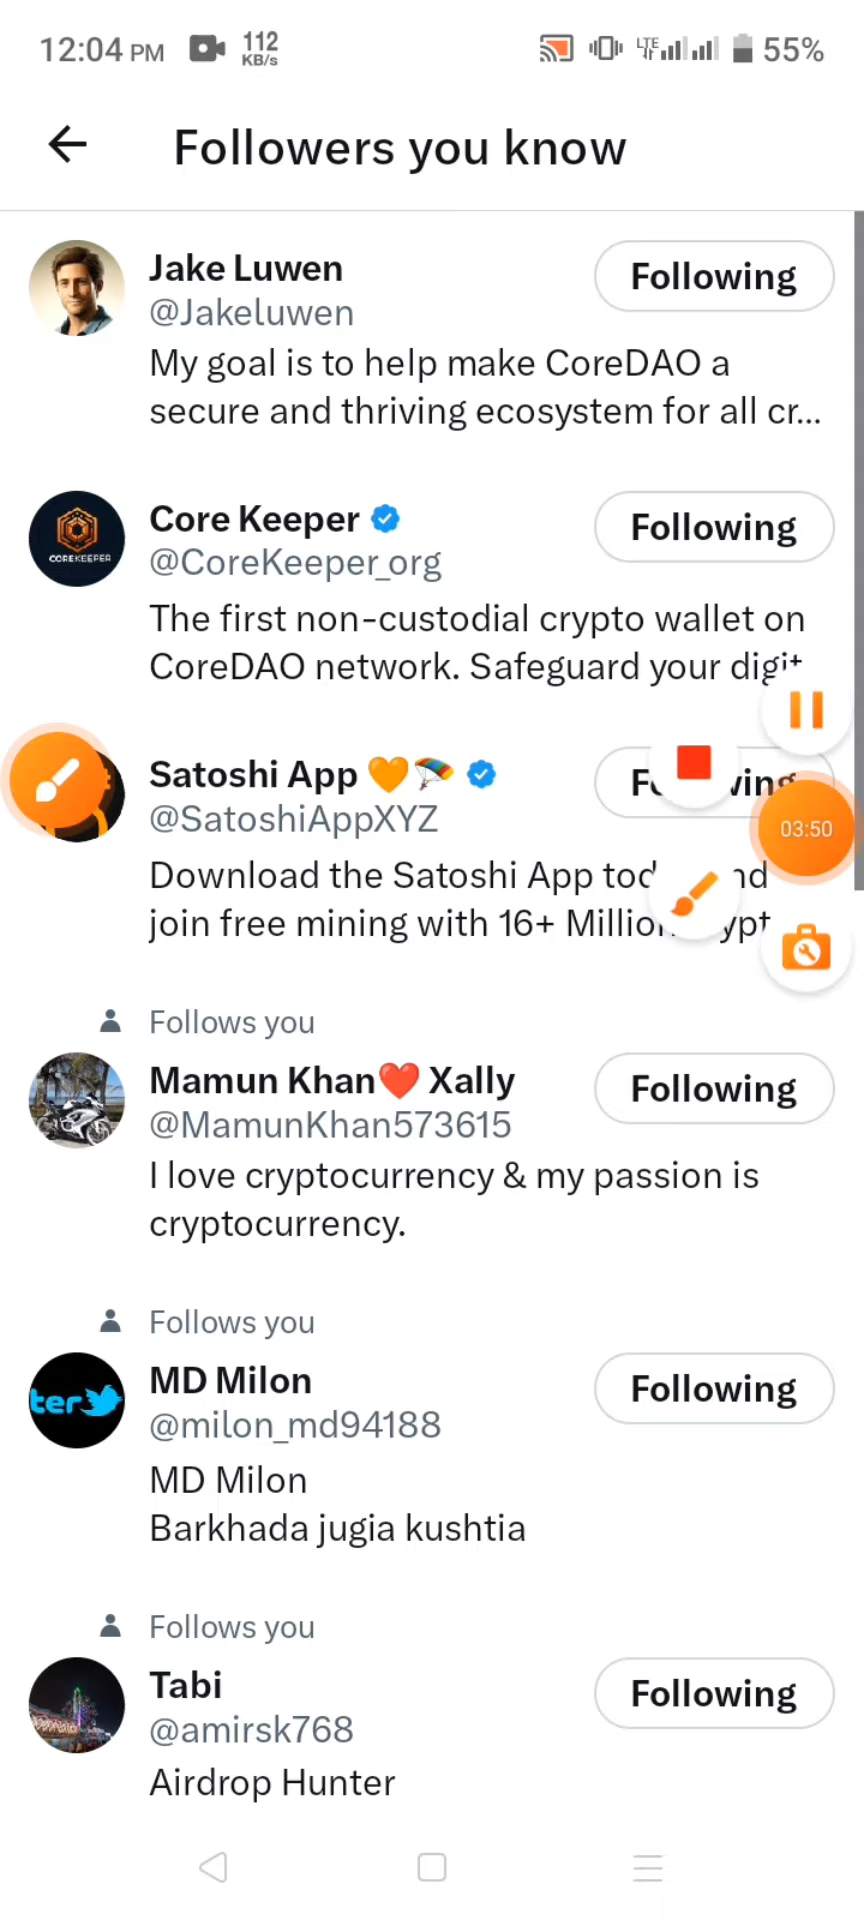 12:04 PM 112 KB/s LTE 55%
Followers you know
Jake Luwen
Following
@Jakeluwen
My goal is to help make CoreDAO a
secure and thriving ecosystem for all cr...
Core Keeper
Following
@CoreKeeper_org
COREKEEPER
The first non-custodial crypto wallet on
CoreDAO network. Safeguard your
Satoshi App 🧡🪂
@SatoshiAppXYZ
03:50
Download the Satoshi App
join free mining with 16+
Follows you
Mamun Khan❤️ Xally
Following
@MamunKhan573615
I love cryptocurrency & my passion is
cryptocurrency.
Follows you
MD Milon
Following
ter
@milon_md94188
MD Milon
Barkhada jugia kushtia
Follows you
Tabi
Following
@amirsk768
Airdrop Hunter